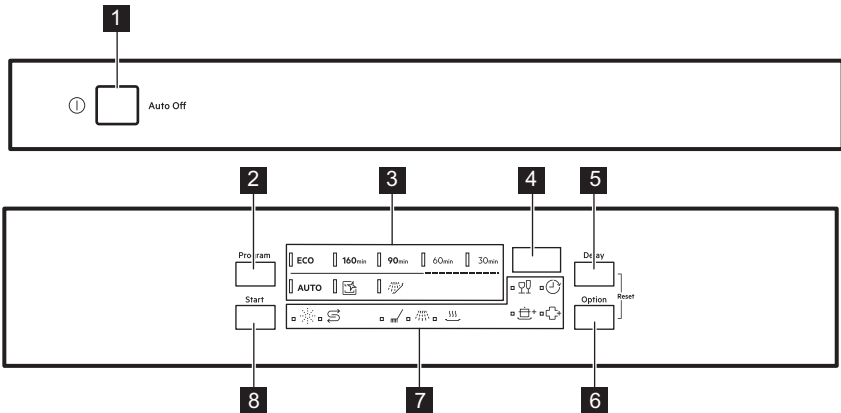 1
Auto Off
2 3 4 5
Program Delay
ECO 160min 90min 60min 30min
AUTO
Start Option Reset
8 7 6